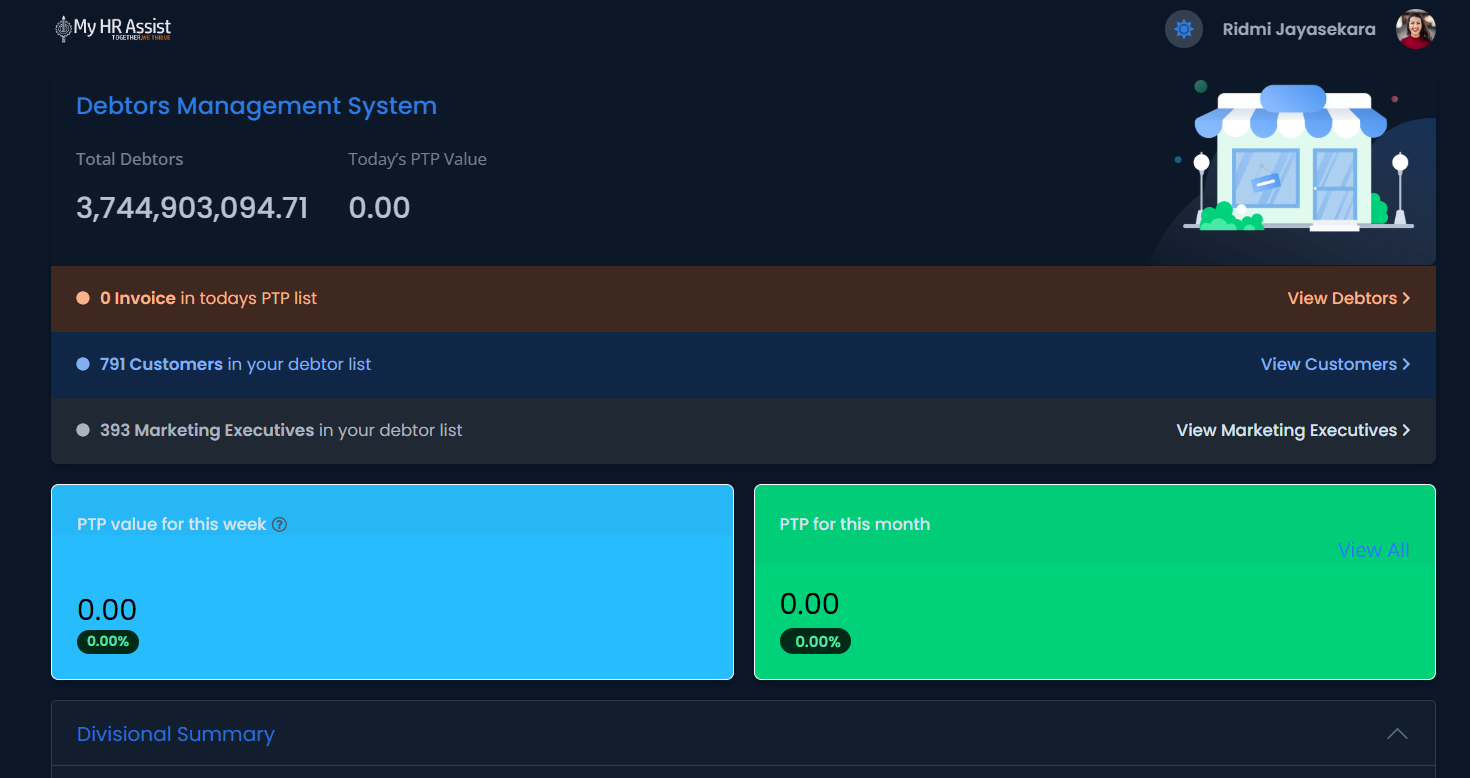 My HR Assist
TOGETHER, WE THRIVE
Ridmi Jayasekara
Debtors Management System
Total Debtors
Today's PTP Value
3,744,903,094.71
0.00
0 Invoice in todays PTP list
View Debtors
791 Customers in your debtor list
View Customers
393 Marketing Executives in your debtor list
View Marketing Executives
PTP value for this week ?
0.00
0.00%
PTP for this month
View All
0.00
0.00%
Divisional Summary